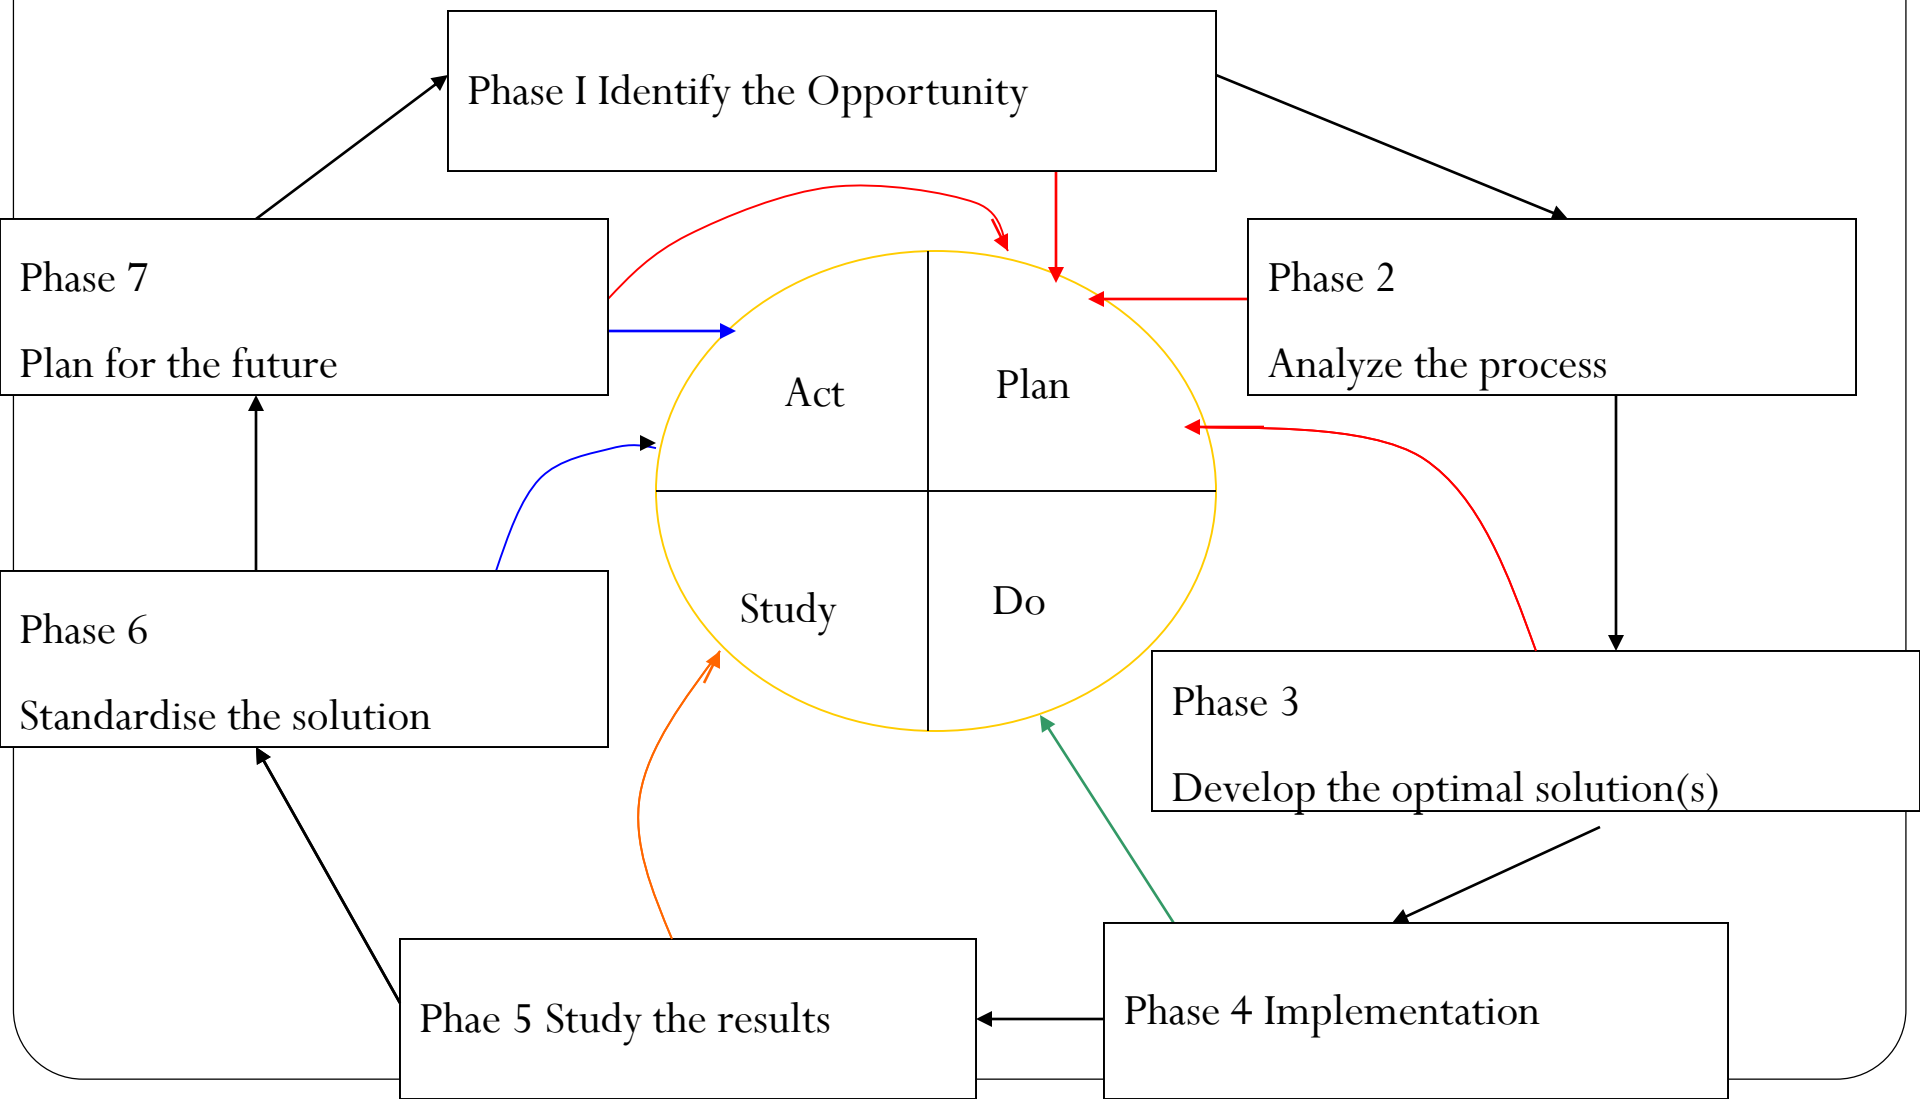 Phase I Identify the Opportunity
Phase 7
Plan for the future
Phase 2
Analyze the process
Act
Plan
Study
Do
Phase 6
Standardise the solution
Phase 3
Develop the optimal solution(s)
Phae 5 Study the results
Phase 4 Implementation